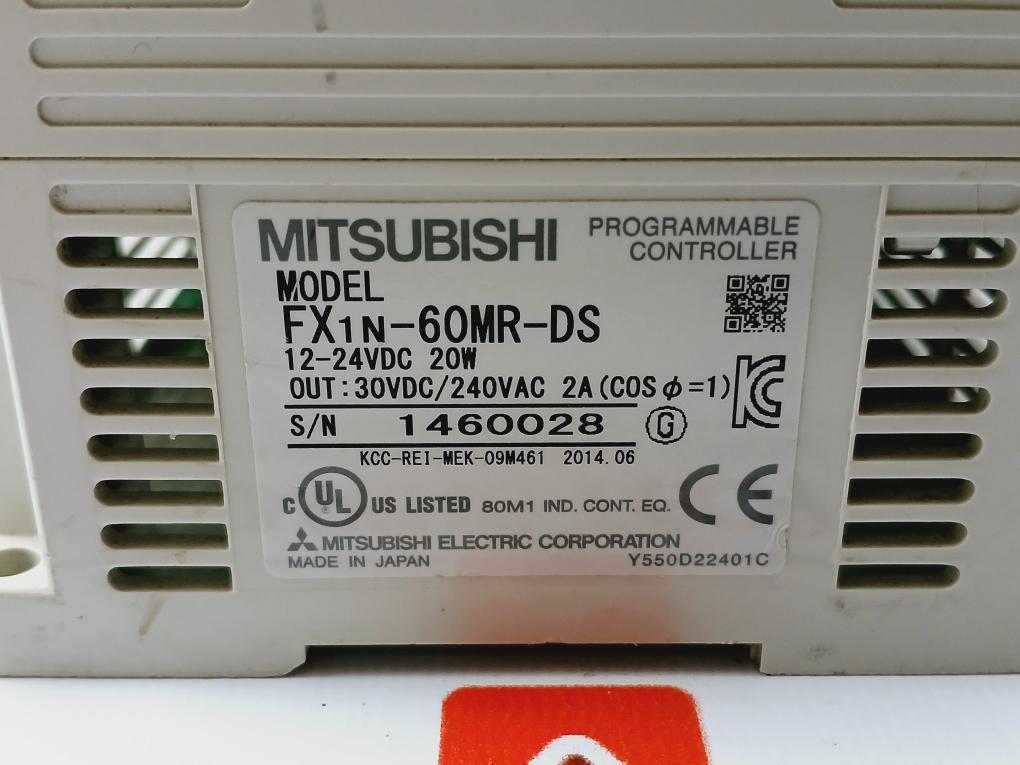 MITSUBISHI PROGRAMMABLE CONTROLLER
MODEL
FX1N-60MR-DS
12-24VDC 20W
OUT:30VDC/240VAC 2A(COSφ=1)
S/N 1460028 G
KCC-REI-MEK-09M461 2014.06
C UL US LISTED 80M1 IND. CONT. EQ. CE
MITSUBISHI ELECTRIC CORPORATION
MADE IN JAPAN Y550D22401C